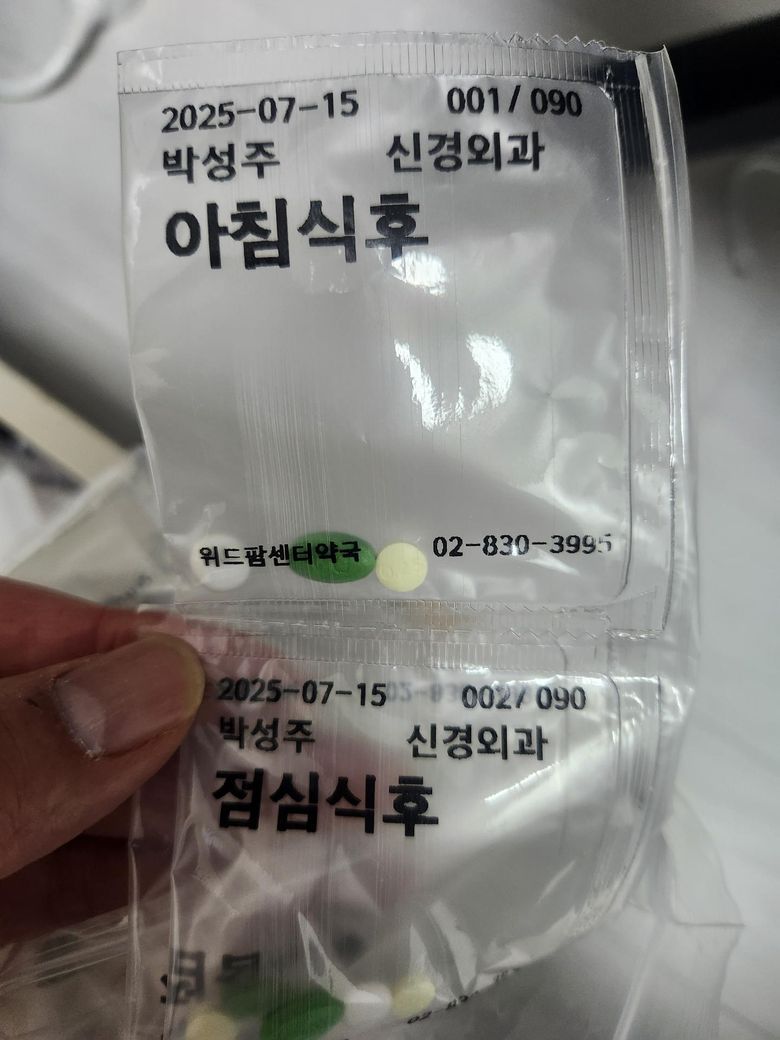 2025-07-15 001/090
박성주 신경외과
아침식후
위드팜센터약국 02-830-3995
2025-07-15 002/090
박성주 신경외과
점심식후